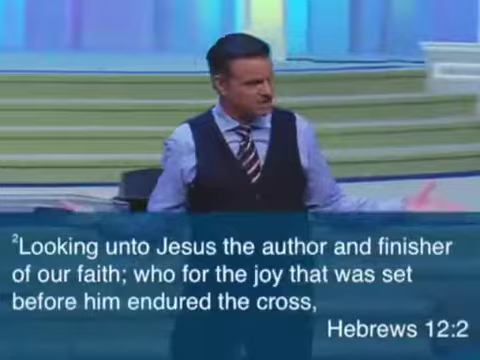 ²Looking unto Jesus the author and finisher
of our faith; who for the joy that was set
before him endured the cross,
Hebrews 12:2